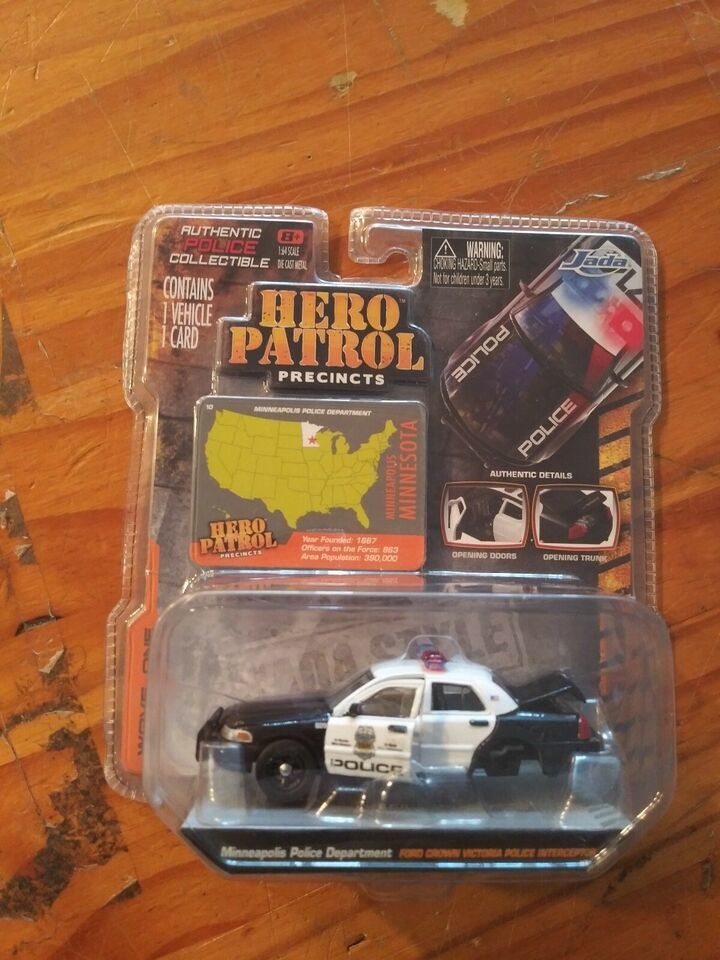 AUTHENTIC
POLICE
COLLECTIBLE
8+
1:64 SCALE
DIE CAST METAL
CONTAINS
1 VEHICLE
1 CARD
HERO
PATROL
PRECINCTS
WARNING:
CHOKING HAZARD-Small parts.
Not for children under 3 years.
Jada
POLICE
POLICE
10
MINNEAPOLIS POLICE DEPARTMENT
MINNEAPOLIS
MINNESOTA
HERO
PATROL
PRECINCTS
Year Founded: 1867
Officers on the Force: 863
Area Population: 390,000
AUTHENTIC DETAILS
OPENING DOORS
OPENING TRUNK
WAVE ONE
POLICE
Minneapolis Police Department FORD CROWN VICTORIA POLICE INTERCEPTOR